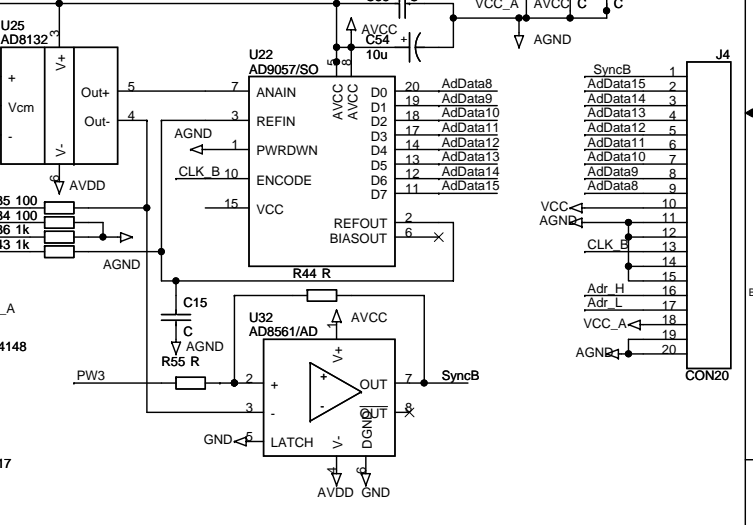 VCC_A
AVCC
C
C
U25
AD8132
3
AVCC
C54
10u
+
AGND
U22
AD9057/SO
5
8
J4
V+
+
Vcm
-
V-
6
Out+
5
Out-
4
AVDD
7 ANAIN
3 REFIN
AGND
1 PWRDWN
CLK_B 10 ENCODE
15 VCC
AVCC
AVCC
D0 20 AdData8
D1 19 AdData9
D2 18 AdData10
D3 17 AdData11
D4 14 AdData12
D5 13 AdData13
D6 12 AdData14
D7 11 AdData15
REFOUT 2
BIASOUT 6
SyncB 1
AdData15 2
AdData14 3
AdData13 4
AdData12 5
AdData11 6
AdData10 7
AdData9 8
AdData8 9
VCC 10
AGND 11
12
CLK_B 13
14
15
Adr_H 16
Adr_L 17
VCC_A 18
19
AGND 20
CON20
35 100
34 100
36 1k
43 1k
AGND
R44 R
C15
C
AGND
R55 R
_A
4148
17
U32
AD8561/AD
1
AVCC
V+
PW3
2 +
3 -
+
-
OUT 7 SyncB
OUT 8
GND 5 LATCH
V-
DGND
4
6
AVDD GND